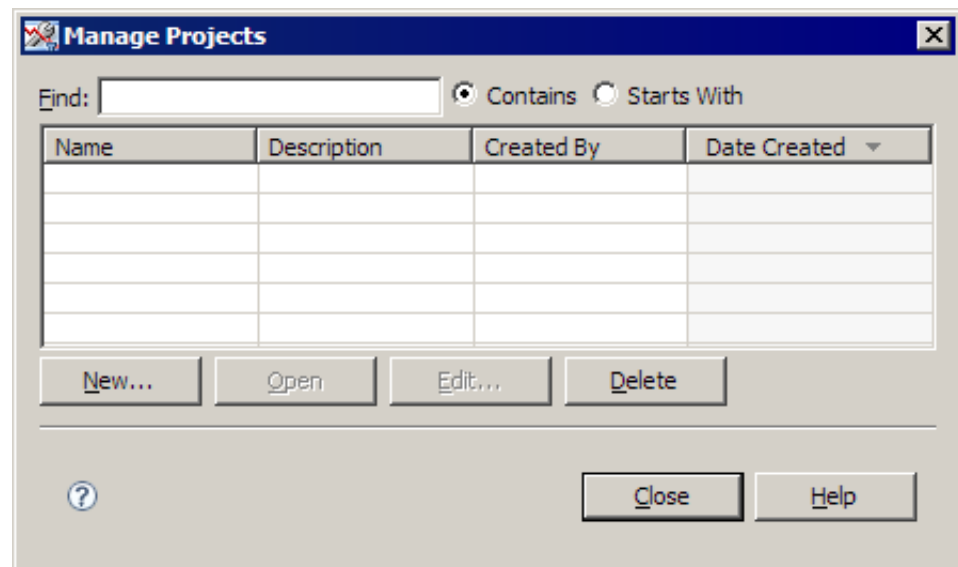 Manage Projects
Find: Contains Starts With
Name Description Created By Date Created
New... Open Edit... Delete
? Close Help